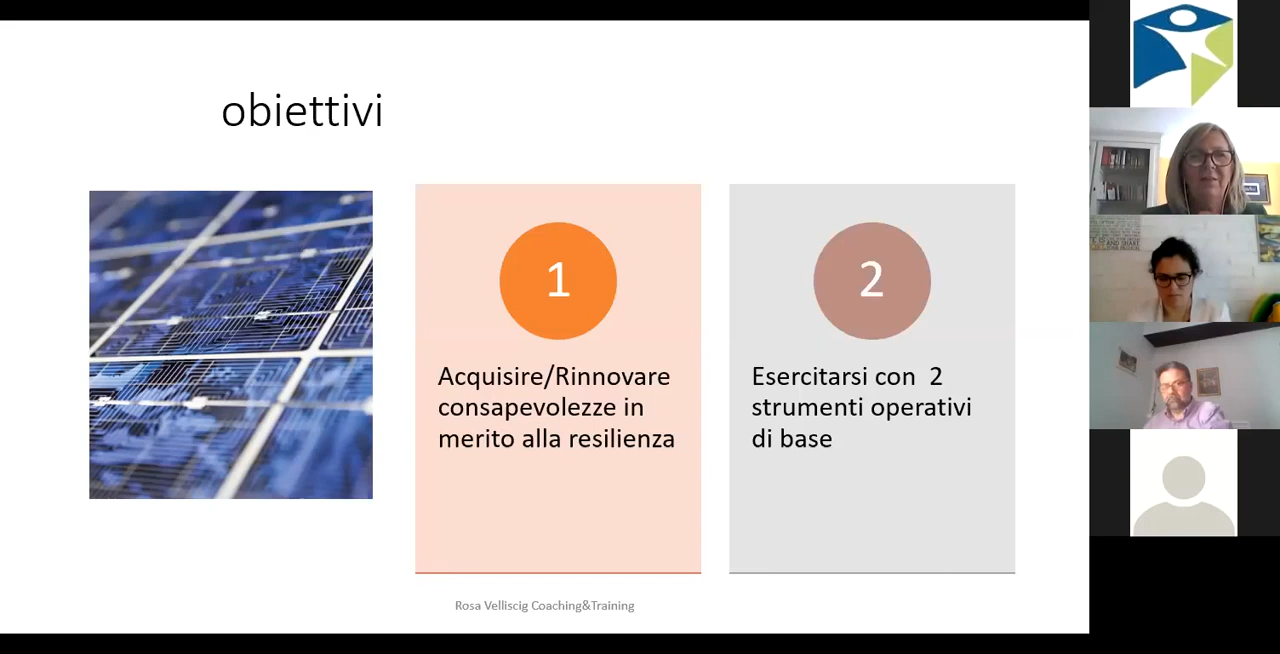 obiettivi
1
Acquisire/Rinnovare
consapevolezze in
merito alla resilienza
2
Esercitarsi con  2
strumenti operativi
di base
Rosa Velliscig Coaching&Training